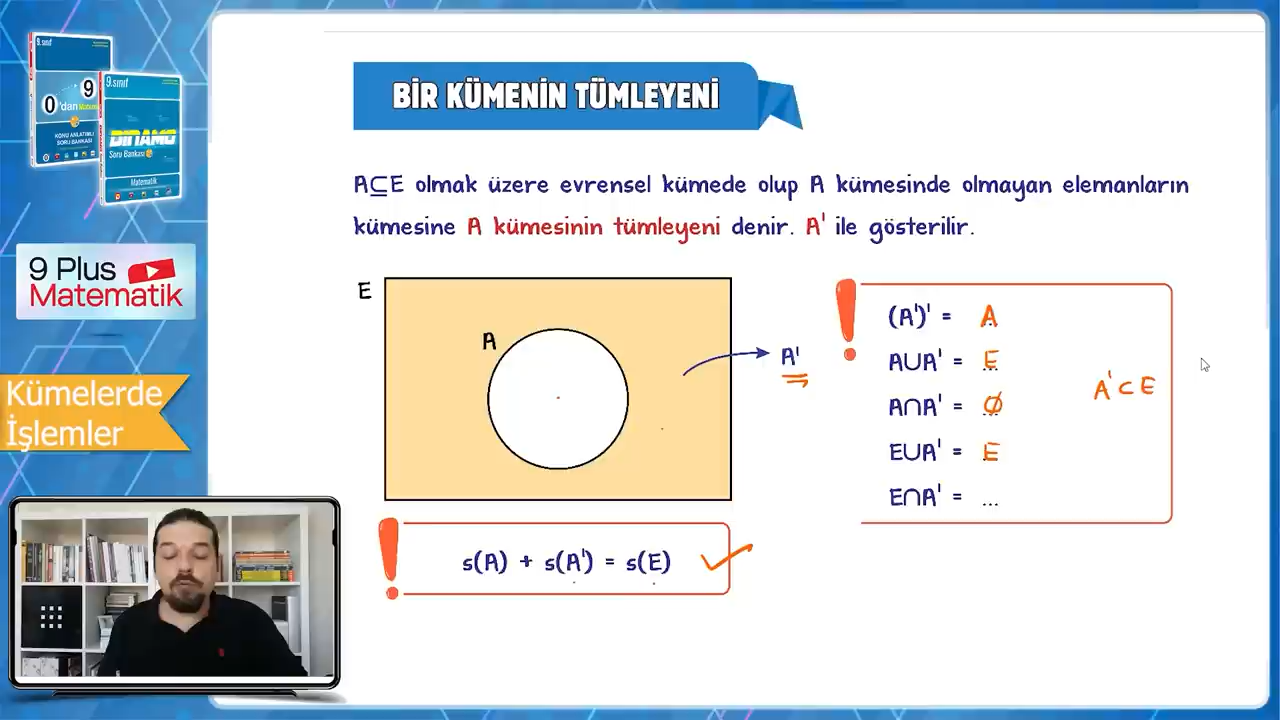 BİR KÜMENİN TÜMLEYENİ
A⊆E olmak üzere evrensel kümede olup A kümesinde olmayan elemanların
kümesine A kümesinin tümleyeni denir. A' ile gösterilir.
E
A
A'
(A')' = A
A∪A' = E
A∩A' = ∅
E∪A' = E
E∩A' = ...
A' ⊂ E
s(A) + s(A') = s(E)
9.sınıf
0'dan 9
KONU ANLATIMLI
SORU BANKASI
9.sınıf
DİNAMO
Soru Bankası
Matematik
9 Plus
Matematik
Kümelerde
İşlemler